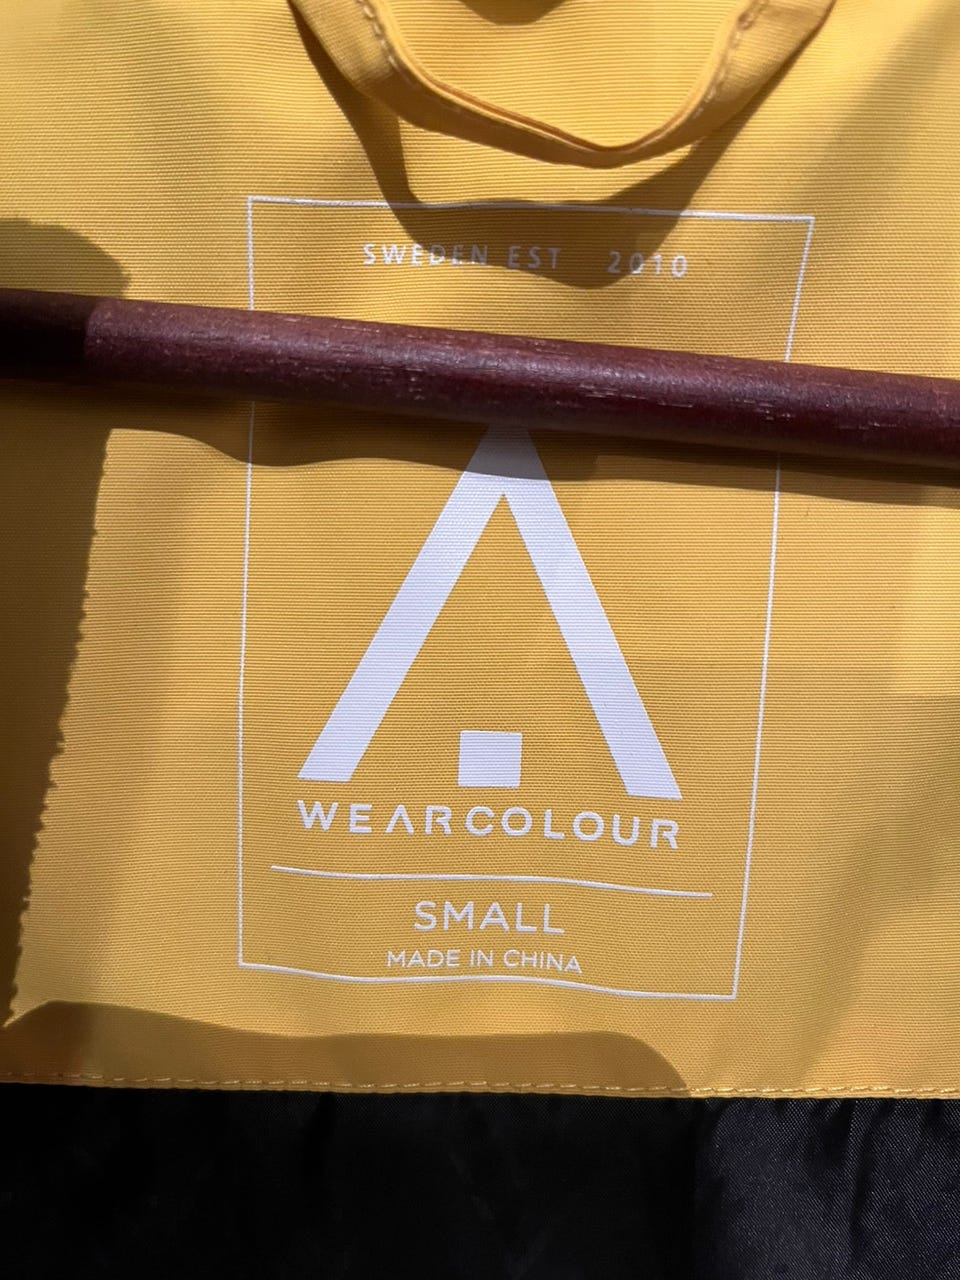 SWEDEN EST 2010
WEARCOLOUR
SMALL
MADE IN CHINA